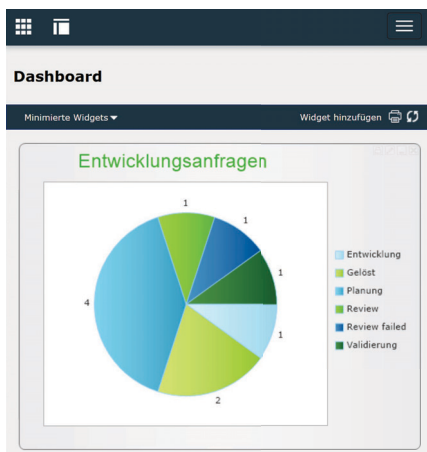 Dashboard
Minimierte Widgets
Widget hinzufügen
Entwicklungsanfragen
1
1
4
1
1
2
Entwicklung
Gelöst
Planung
Review
Review failed
Validierung